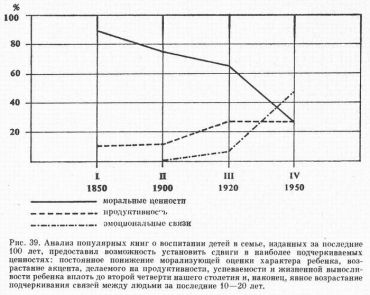 %
100
80
60
40
20
I II III IV
1850 1900 1920 1950
моральные ценности
продуктивность
эмоциональные связи
Рис. 39. Анализ популярных книг о воспитании детей в семье, изданных за последние
100 лет, предоставил возможность установить сдвиги в наиболее подчеркиваемых
ценностях: постоянное понижение морализующей оценки характера ребенка, воз-
растание акцента, делаемого на продуктивности, успеваемости и жизненной выносли-
вости ребенка вплоть до второй четверти нашего столетия и, наконец, явное возрастание
подчеркивания связей между людьми за последние 10—20 лет.